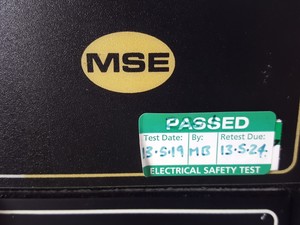 MSE
PASSED
Test Date: By: Retest Due:
13·5·19 MB 13·5·24
ELECTRICAL SAFETY TEST